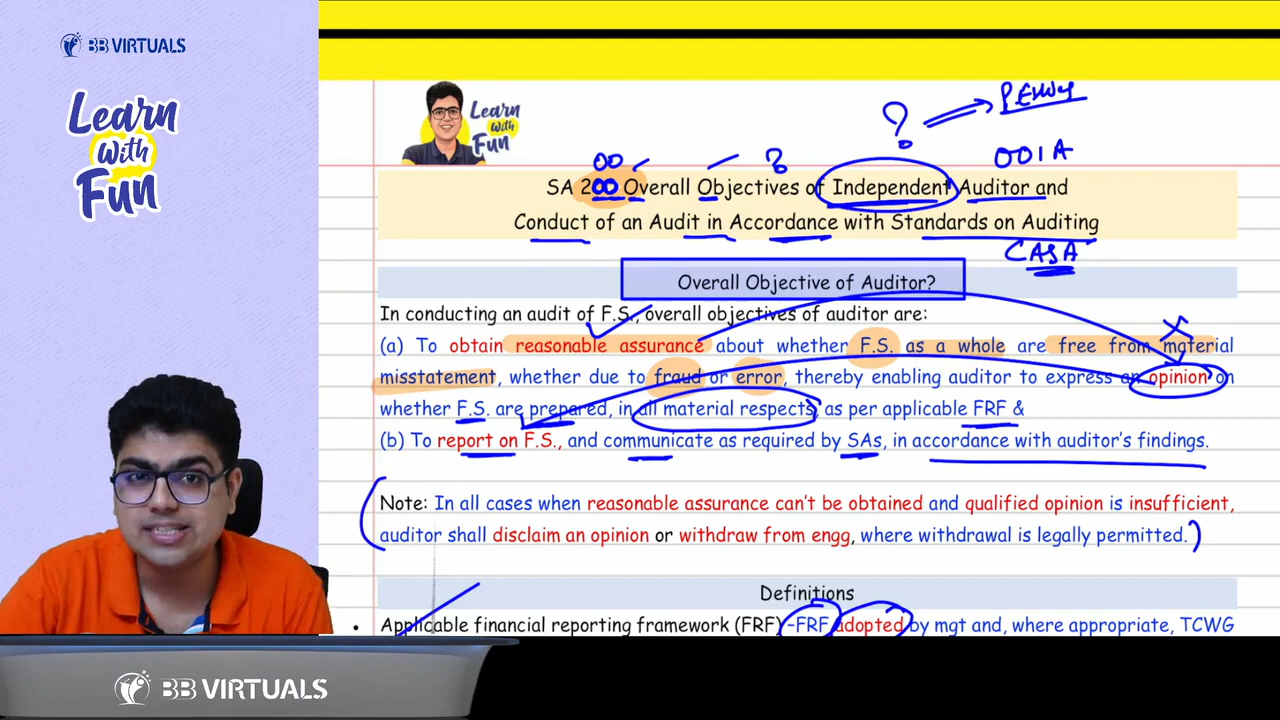 BB VIRTUALS
Learn
With
Fun
Learn
With
Fun
?
OO
001A
SA 200 Overall Objectives of Independent Auditor and
Conduct of an Audit in Accordance with Standards on Auditing
CASA
Overall Objective of Auditor?
In conducting an audit of F.S., overall objectives of auditor are:
(a) To obtain reasonable assurance about whether F.S. as a whole are free from material
misstatement, whether due to fraud or error, thereby enabling auditor to express an opinion on
whether F.S. are prepared, in all material respects, as per applicable FRF &
(b) To report on F.S., and communicate as required by SAs, in accordance with auditor's findings.
Note: In all cases when reasonable assurance can't be obtained and qualified opinion is insufficient,
auditor shall disclaim an opinion or withdraw from engg, where withdrawal is legally permitted.
Definitions
• Applicable financial reporting framework (FRF) –FRF adopted by mgt and, where appropriate, TCWG
BB VIRTUALS